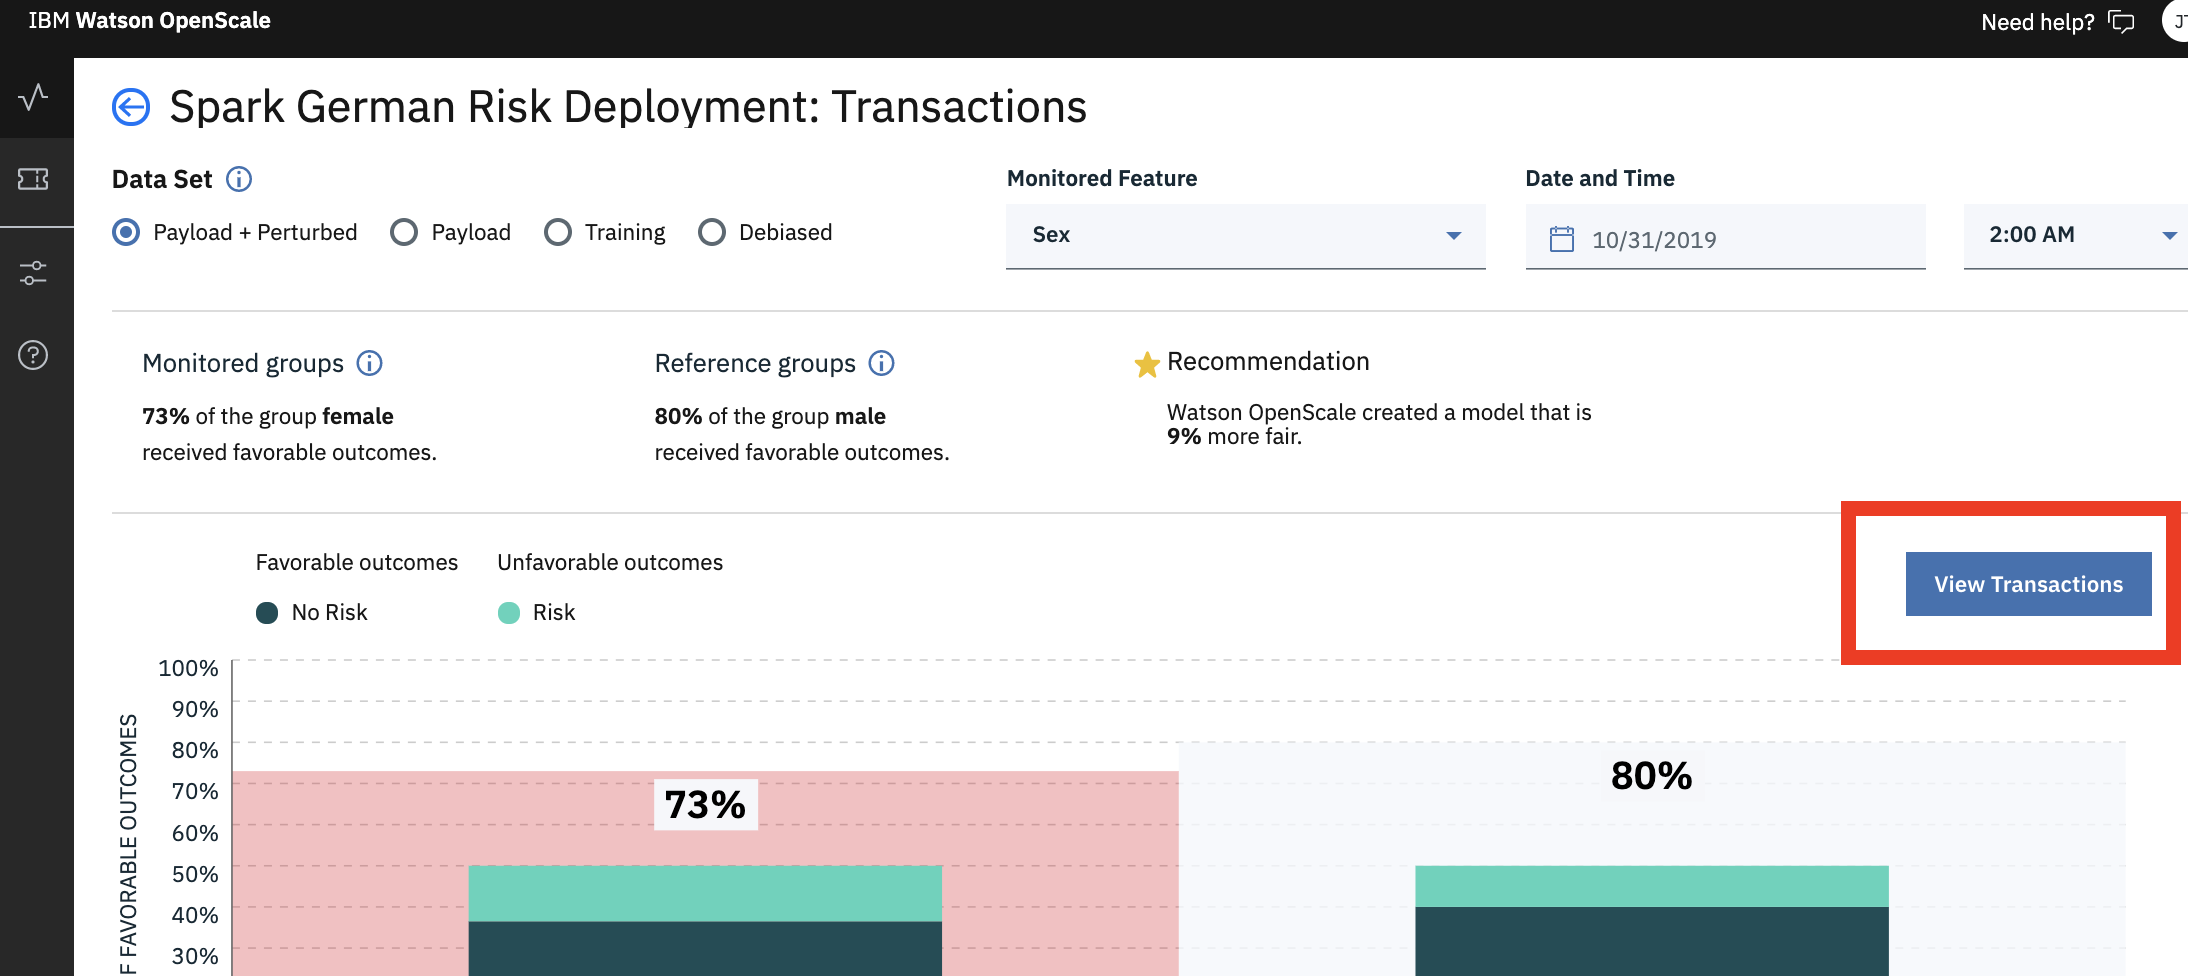 IBM Watson OpenScale
Need help?
JT
Spark German Risk Deployment: Transactions
Data Set
Monitored Feature
Date and Time
Payload + Perturbed
Payload
Training
Debiased
Sex
10/31/2019
2:00 AM
Monitored groups
73% of the group female
received favorable outcomes.
Reference groups
80% of the group male
received favorable outcomes.
Recommendation
Watson OpenScale created a model that is
9% more fair.
Favorable outcomes
No Risk
Unfavorable outcomes
Risk
View Transactions
100%
90%
80%
70%
60%
50%
40%
30%
FAVORABLE OUTCOMES
73%
80%